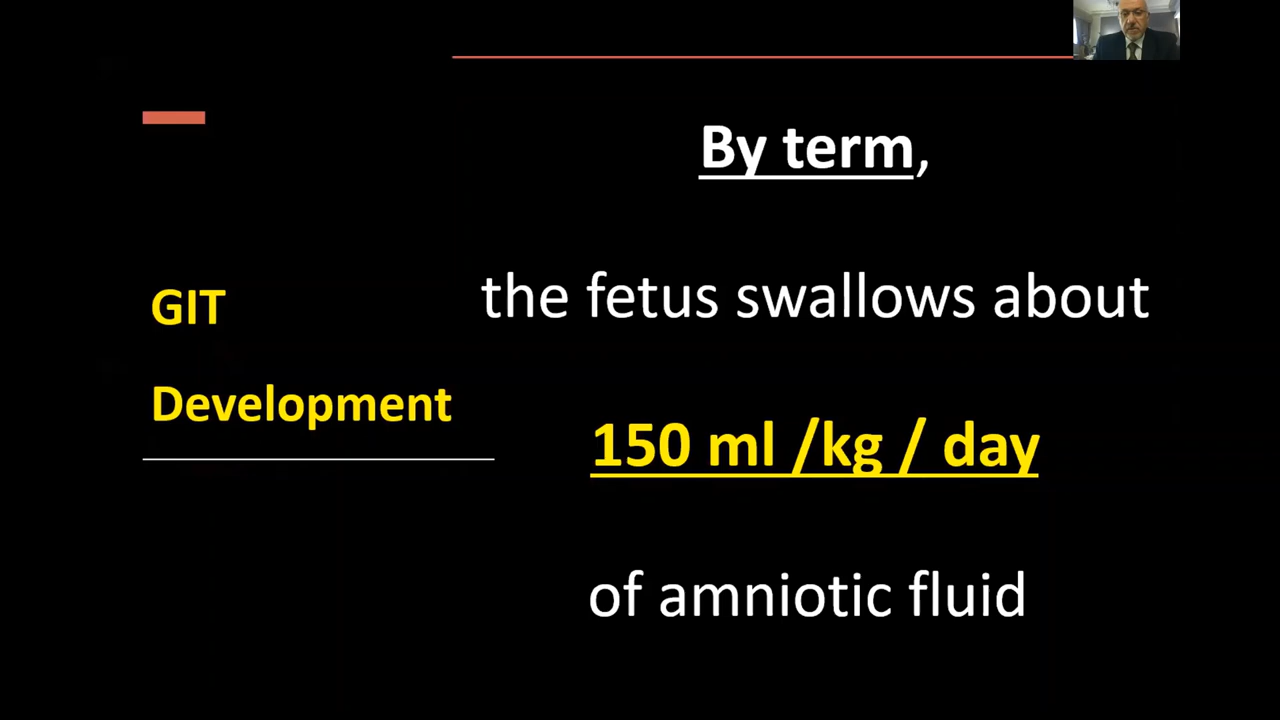 GIT
Development
By term,
the fetus swallows about
150 ml /kg / day
of amniotic fluid